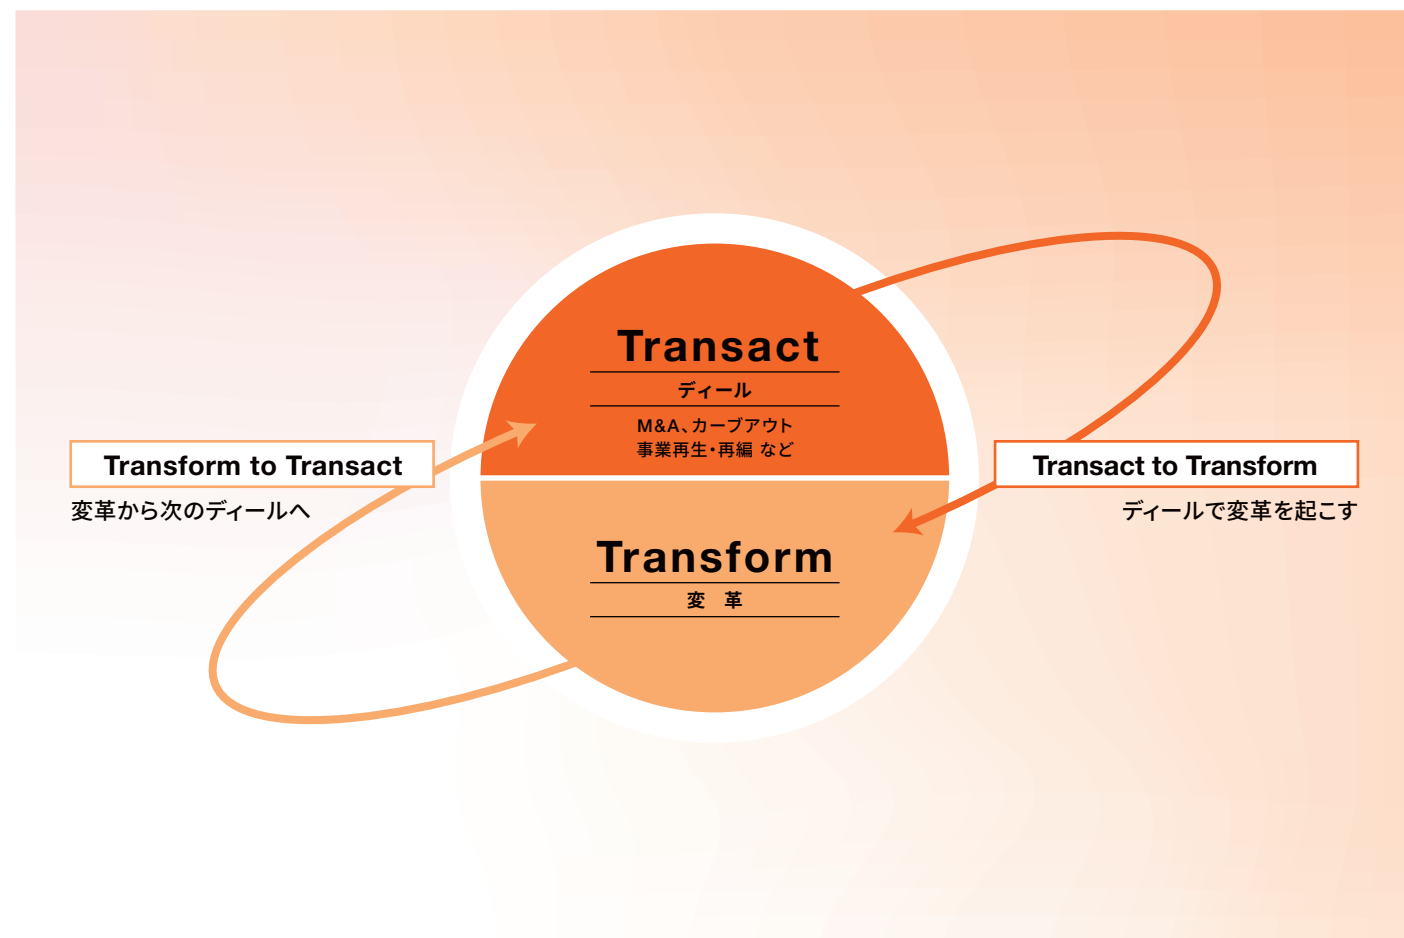 Transact
ディール
M&A、カーブアウト
事業再生・再編 など
Transform to Transact
変革から次のディールへ
Transact to Transform
ディールで変革を起こす
Transform
変　革